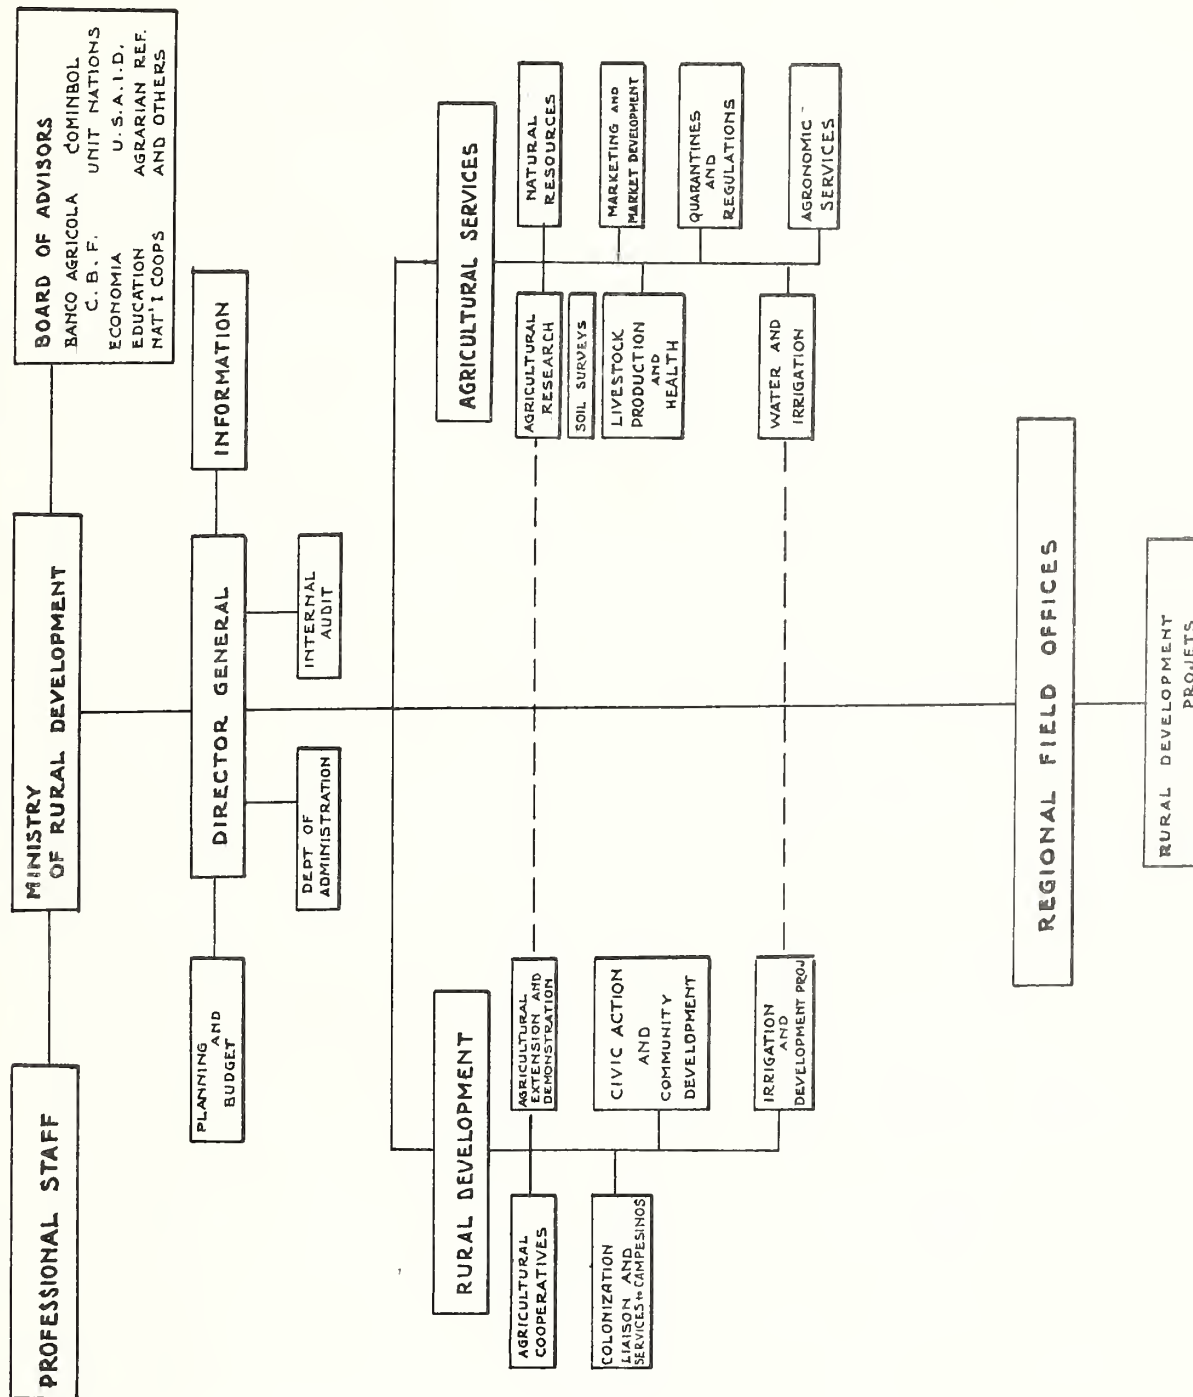 PROFESSIONAL STAFF
MINISTRY
OF RURAL DEVELOPMENT
BOARD OF ADVISORS
BANCO AGRICOLA COMINBOL
C. B. F. UNIT NATIONS
ECONOMIA U. S. A. I. D.
EDUCATION AGRARIAN REF.
NAT'L COOPS AND OTHERS
PLANNING
AND
BUDGET
DIRECTOR GENERAL
INFORMATION
DEPT OF
ADMINISTRATION
INTERNAL
AUDIT
RURAL DEVELOPMENT
AGRICULTURAL
COOPERATIVES
AGRICULTURAL
EXTENSION AND
DEMONSTRATION
COLONIZATION
LIAISON AND
SERVICES to CAMPESINOS
CIVIC ACTION
AND
COMMUNITY
DEVELOPMENT
IRRIGATION
AND
DEVELOPMENT PROJ
AGRICULTURAL SERVICES
AGRICULTURAL
RESEARCH
NATURAL
RESOURCES
SOIL SURVEYS
LIVESTOCK
PRODUCTION
AND
HEALTH
MARKETING AND
MARKET DEVELOPMENT
QUARANTINES
AND
REGULATIONS
WATER AND
IRRIGATION
AGRONOMIC
SERVICES
REGIONAL FIELD OFFICES
RURAL DEVELOPMENT
PROJETS